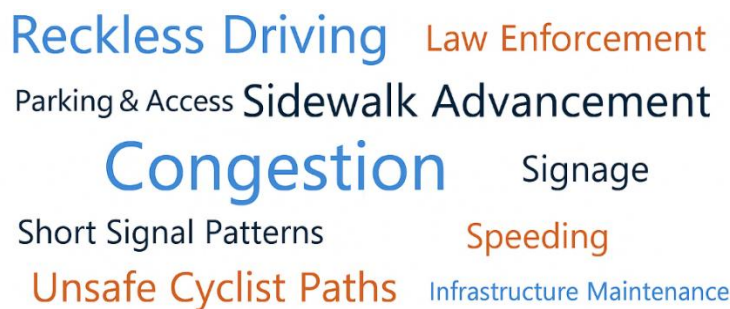 Reckless Driving Law Enforcement
Parking & Access Sidewalk Advancement
Congestion Signage
Short Signal Patterns Speeding
Unsafe Cyclist Paths Infrastructure Maintenance